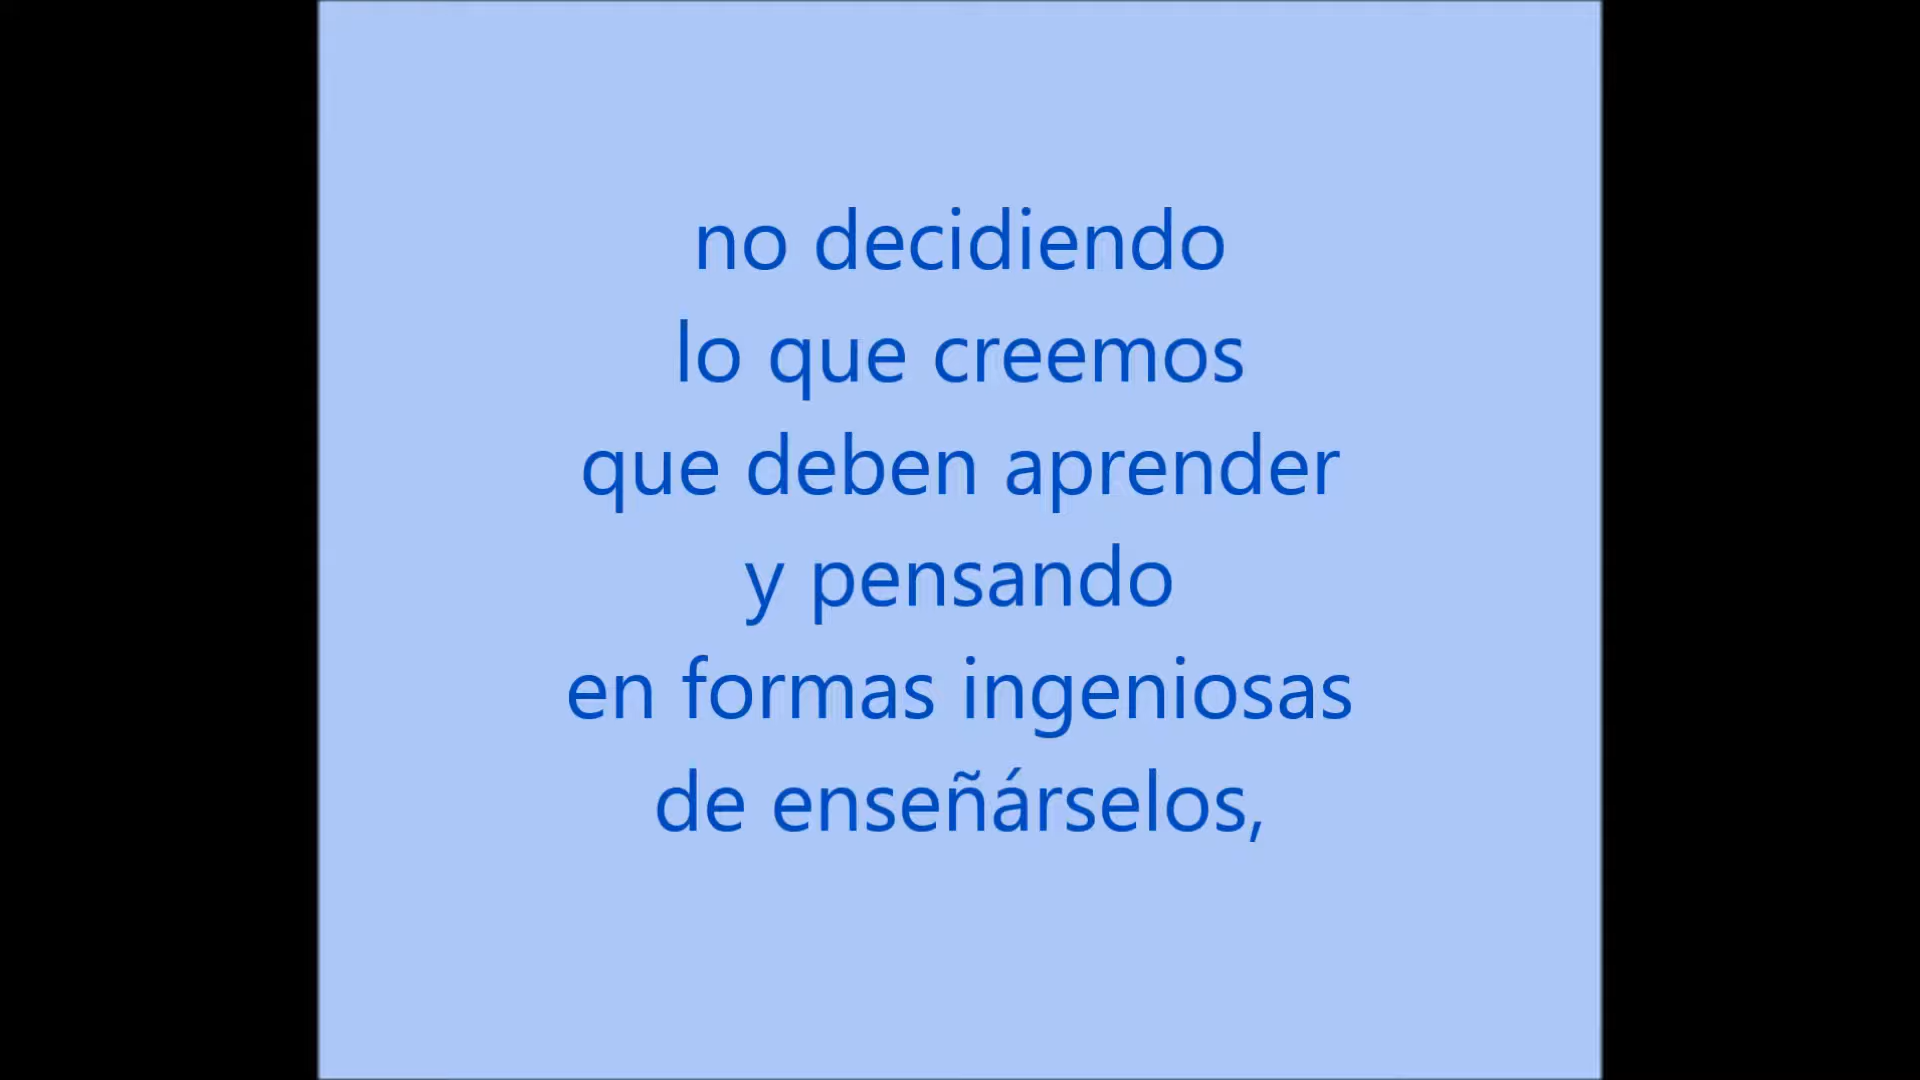 no decidiendo
lo que creemos
que deben aprender
y pensando
en formas ingeniosas
de enseñárselos,